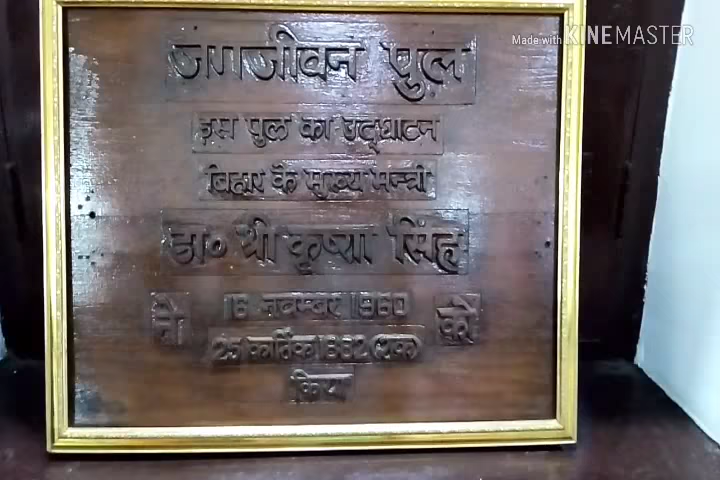 Made with KINEMASTER
जगजीवन पुल
इस पुल का उद्घाटन
बिहार के मुख्य मन्त्री
डा० श्री कृष्ण सिंह
ने 16 नवम्बर 1960 को
25 कार्तिक 1882 (शक)
किया